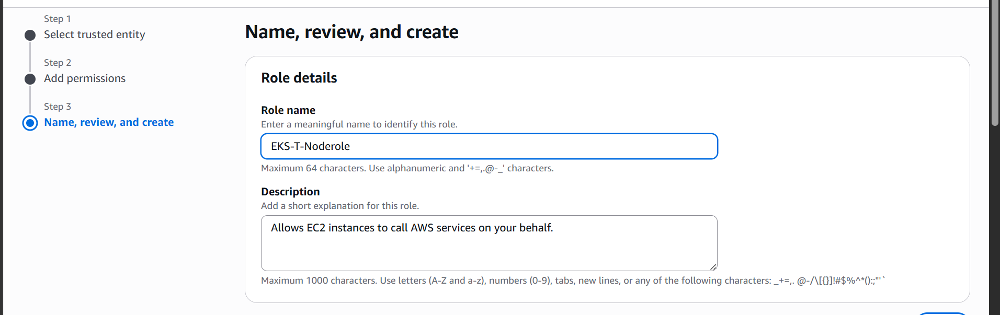 Step 1
Select trusted entity
Step 2
Add permissions
Step 3
Name, review, and create
Name, review, and create
Role details
Role name
Enter a meaningful name to identify this role.
EKS-T-Noderole
Maximum 64 characters. Use alphanumeric and '+=,.@-_' characters.
Description
Add a short explanation for this role.
Allows EC2 instances to call AWS services on your behalf.
Maximum 1000 characters. Use letters (A-Z and a-z), numbers (0-9), tabs, new lines, or any of the following characters: _+=,. @-/\[{}]!#$%^*();:"'`